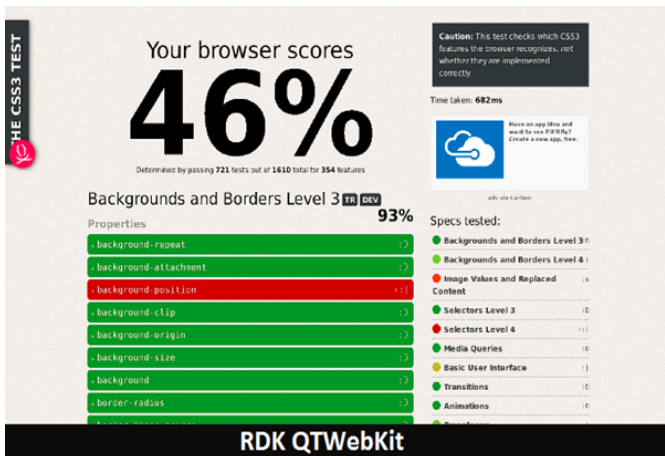 THE CSS3 TEST
Your browser scores
46%
Determined by passing 721 tests out of 1610 total for 354 features
Backgrounds and Borders Level 3 TR DEV
93%
Properties
background-repeat :)
background-attachment :)
background-position >:(
background-clip :)
background-origin :)
background-size :)
background :)
border-radius :)
Caution: This test checks which CSS3
features the browser recognizes, not
whether they are implemented
correctly.
Time taken: 682ms
Have an app idea and
want to see if it'll fly?
Create a new app, free.
ads via Carbon
Specs tested:
Backgrounds and Borders Level 3
Backgrounds and Borders Level 4
Image Values and Replaced
Content
Selectors Level 3 :D
Selectors Level 4
Media Queries :D
Basic User Interface :|
Transitions :D
Animations :D
Transforms
RDK QTWebKit